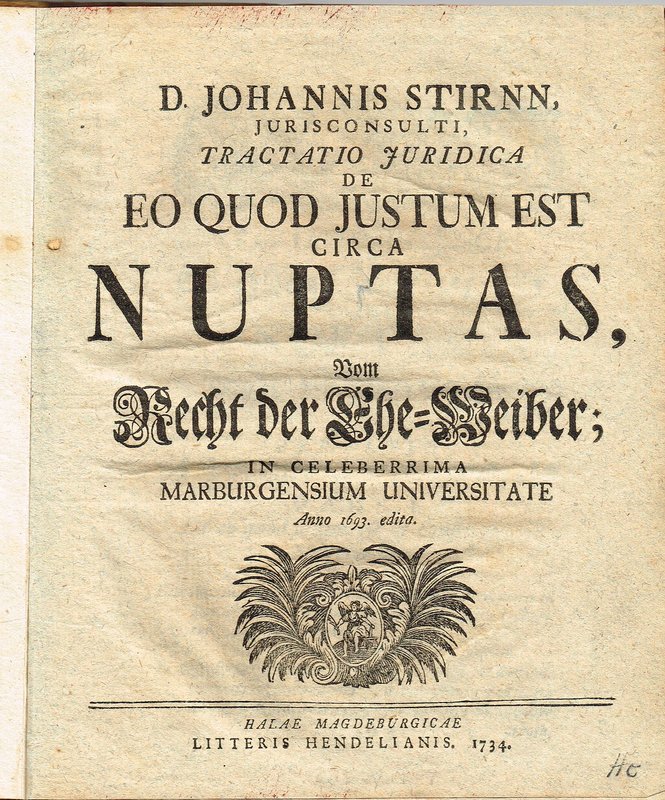 D. JOHANNIS STIRNN,
JURISCONSULTI,
TRACTATIO JURIDICA
DE
EO QUOD JUSTUM EST
CIRCA
NUPTAS,
Vom
Recht der Ehe=Weiber;
IN CELEBERRIMA
MARBURGENSIUM UNIVERSITATE
Anno 1693. edita.
HALAE MAGDEBURGICAE
LITTERIS HENDELIANIS. 1734.